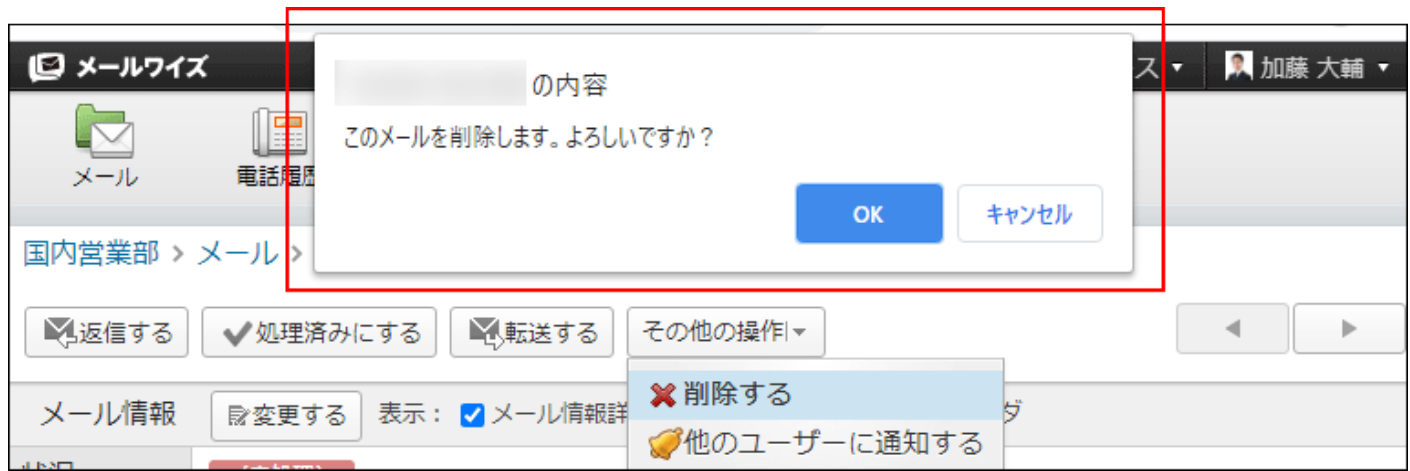 メールワイズ
ス
加藤 大輔
の内容
このメールを削除します。よろしいですか？
OK
キャンセル
メール
電話履歴
国内営業部 > メール >
返信する
処理済みにする
転送する
その他の操作
削除する
他のユーザーに通知する
メール情報
変更する
表示：
メール情報詳
ダ